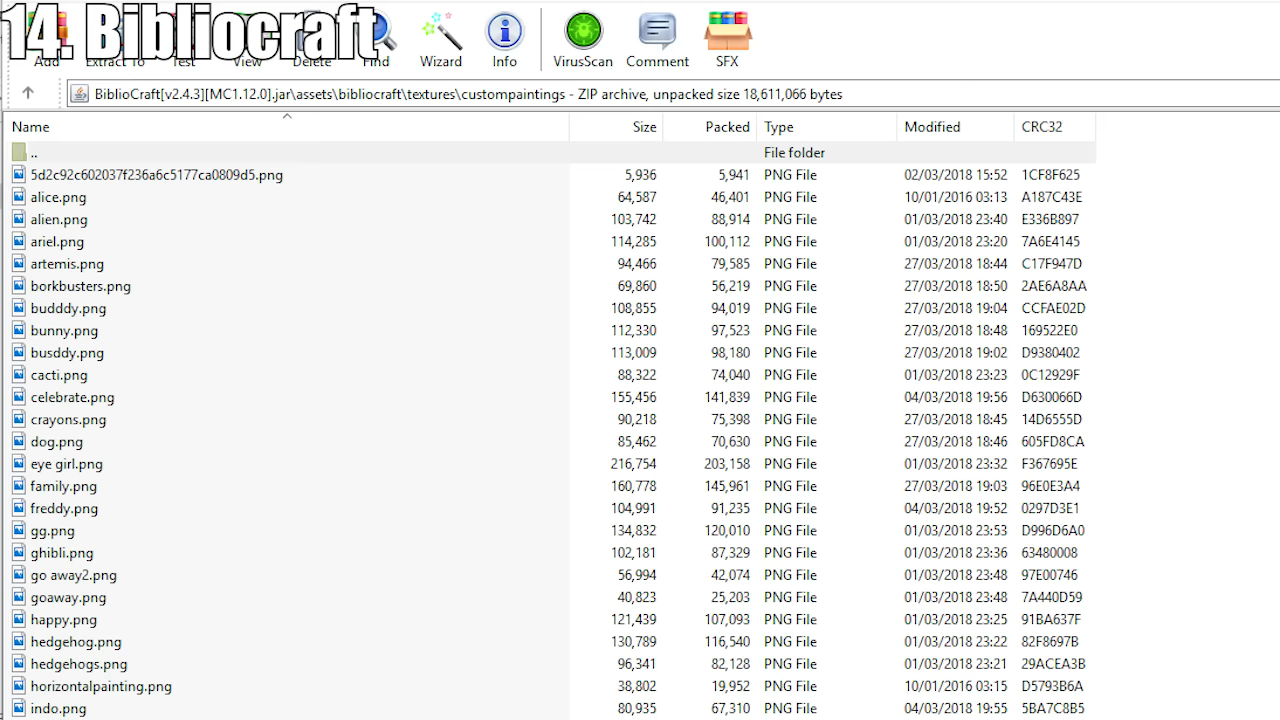 14. Bibliocraft
Add Extract To Test View Delete Find Wizard Info VirusScan Comment SFX
BiblioCraft[v2.4.3][MC1.12.0].jar\assets\bibliocraft\textures\custompaintings - ZIP archive, unpacked size 18,611,066 bytes
Name Size Packed Type Modified CRC32
.. File folder
5d2c92c602037f236a6c5177ca0809d5.png 5,936 5,941 PNG File 02/03/2018 15:52 1CF8F625
alice.png 64,587 46,401 PNG File 10/01/2016 03:13 A187C43E
alien.png 103,742 88,914 PNG File 01/03/2018 23:40 E336B897
ariel.png 114,285 100,112 PNG File 01/03/2018 23:20 7A6E4145
artemis.png 94,466 79,585 PNG File 27/03/2018 18:44 C17F947D
borkbusters.png 69,860 56,219 PNG File 27/03/2018 18:50 2AE6A8AA
budddy.png 108,855 94,019 PNG File 27/03/2018 19:04 CCFAE02D
bunny.png 112,330 97,523 PNG File 27/03/2018 18:48 169522E0
busddy.png 113,009 98,180 PNG File 27/03/2018 19:02 D9380402
cacti.png 88,322 74,040 PNG File 01/03/2018 23:23 0C12929F
celebrate.png 155,456 141,839 PNG File 04/03/2018 19:56 D630066D
crayons.png 90,218 75,398 PNG File 27/03/2018 18:45 14D6555D
dog.png 85,462 70,630 PNG File 27/03/2018 18:46 605FD8CA
eye girl.png 216,754 203,158 PNG File 01/03/2018 23:32 F367695E
family.png 160,778 145,961 PNG File 27/03/2018 19:03 96E0E3A4
freddy.png 104,991 91,235 PNG File 04/03/2018 19:52 0297D3E1
gg.png 134,832 120,010 PNG File 01/03/2018 23:53 D996D6A0
ghibli.png 102,181 87,329 PNG File 01/03/2018 23:36 63480008
go away2.png 56,994 42,074 PNG File 01/03/2018 23:48 97E00746
goaway.png 40,823 25,203 PNG File 01/03/2018 23:48 7A440D59
happy.png 121,439 107,093 PNG File 01/03/2018 23:25 91BA637F
hedgehog.png 130,789 116,540 PNG File 01/03/2018 23:22 82F8697B
hedgehogs.png 96,341 82,128 PNG File 01/03/2018 23:21 29ACEA3B
horizontalpainting.png 38,802 19,952 PNG File 10/01/2016 03:15 D5793B6A
indo.png 80,935 67,310 PNG File 04/03/2018 19:55 5BA7C8B5